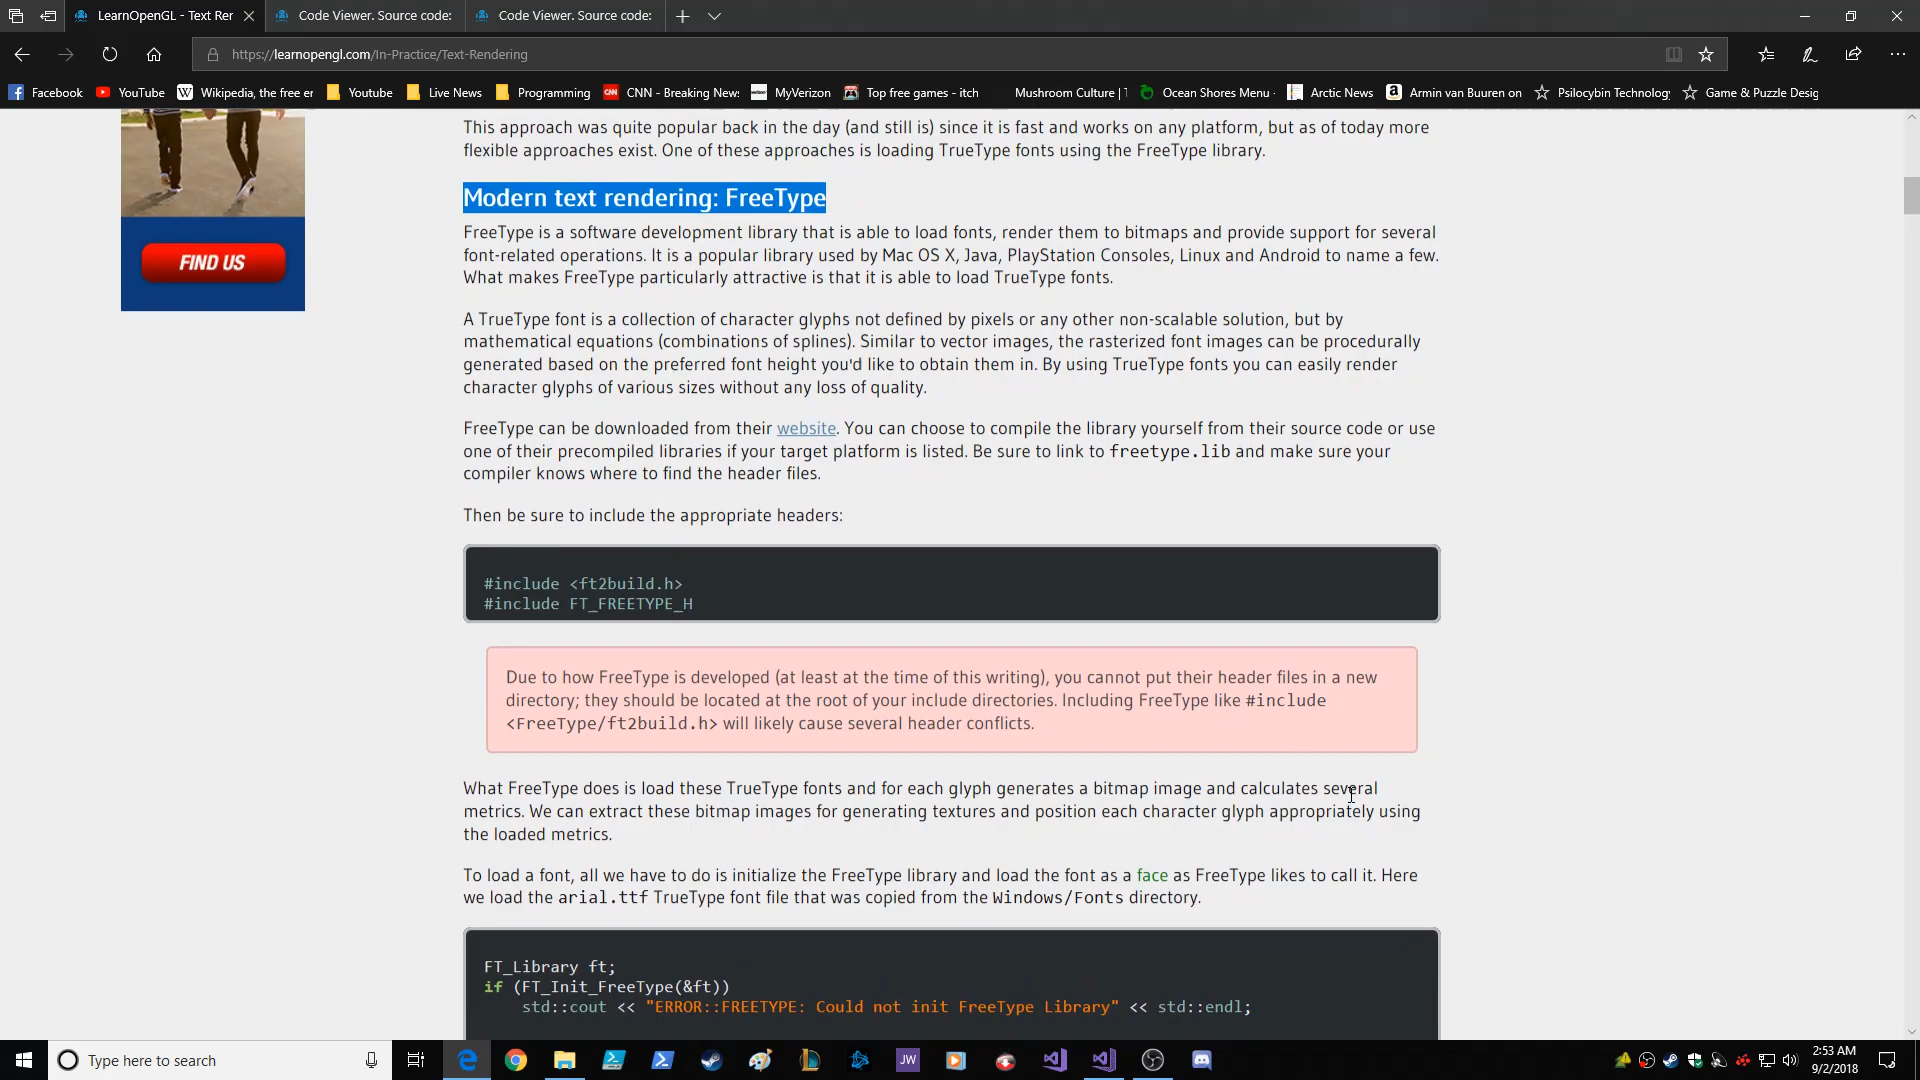 LearnOpenGL - Text Rer
Code Viewer. Source code:
Code Viewer. Source code:
https://learnopengl.com/In-Practice/Text-Rendering
Facebook
YouTube
Wikipedia, the free er
Youtube
Live News
Programming
CNN - Breaking New:
MyVerizon
Top free games - itch
Mushroom Culture | T
Ocean Shores Menu
Arctic News
Armin van Buuren on
Psilocybin Technology
Game & Puzzle Desig
This approach was quite popular back in the day (and still is) since it is fast and works on any platform, but as of today more
flexible approaches exist. One of these approaches is loading TrueType fonts using the FreeType library.
Modern text rendering: FreeType
FreeType is a software development library that is able to load fonts, render them to bitmaps and provide support for several
font-related operations. It is a popular library used by Mac OS X, Java, PlayStation Consoles, Linux and Android to name a few.
What makes FreeType particularly attractive is that it is able to load TrueType fonts.
FIND US
A TrueType font is a collection of character glyphs not defined by pixels or any other non-scalable solution, but by
mathematical equations (combinations of splines). Similar to vector images, the rasterized font images can be procedurally
generated based on the preferred font height you'd like to obtain them in. By using TrueType fonts you can easily render
character glyphs of various sizes without any loss of quality.
FreeType can be downloaded from their website. You can choose to compile the library yourself from their source code or use
one of their precompiled libraries if your target platform is listed. Be sure to link to freetype.lib and make sure your
compiler knows where to find the header files.
Then be sure to include the appropriate headers:
#include <ft2build.h>
#include FT_FREETYPE_H
Due to how FreeType is developed (at least at the time of this writing), you cannot put their header files in a new
directory; they should be located at the root of your include directories. Including FreeType like #include
<FreeType/ft2build.h> will likely cause several header conflicts.
What FreeType does is load these TrueType fonts and for each glyph generates a bitmap image and calculates several
metrics. We can extract these bitmap images for generating textures and position each character glyph appropriately using
the loaded metrics.
To load a font, all we have to do is initialize the FreeType library and load the font as a face as FreeType likes to call it. Here
we load the arial.ttf TrueType font file that was copied from the Windows/Fonts directory.
FT_Library ft;
if (FT_Init_FreeType(&ft))
std::cout << "ERROR::FREETYPE: Could not init FreeType Library" << std::endl;
Type here to search
JW
2:53 AM
9/2/2018